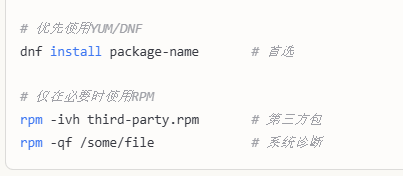 # 优先使用YUM/DNF
dnf install package-name # 首选
# 仅在必要时使用RPM
rpm -ivh third-party.rpm # 第三方包
rpm -qf /some/file # 系统诊断